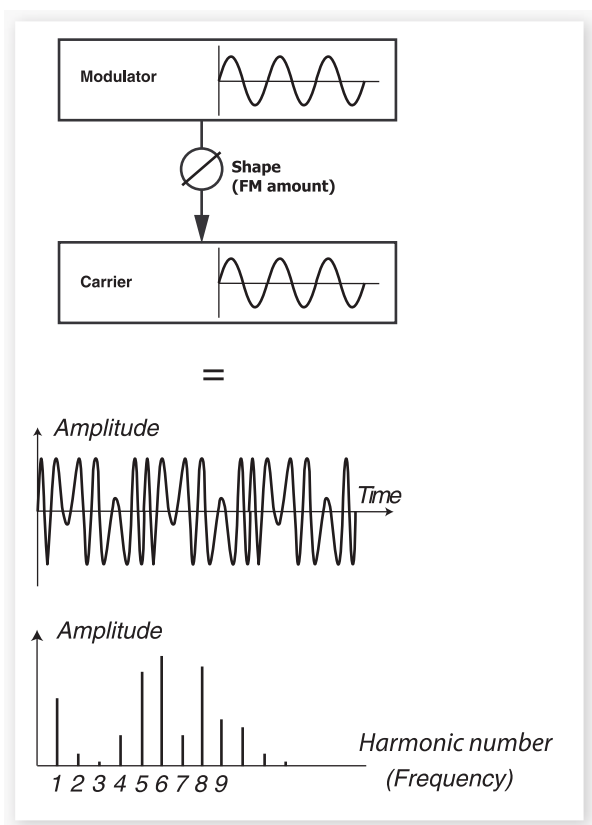 Modulator
Shape
(FM amount)
Carrier
=
Amplitude
Time
Amplitude
Harmonic number
1 2 3 4 5 6 7 8 9
(Frequency)